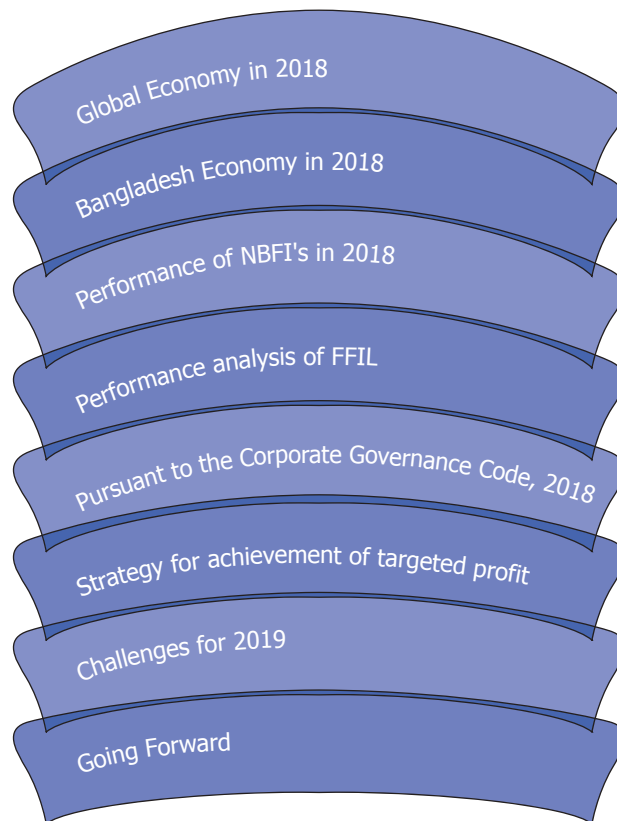 Global Economy in 2018
Bangladesh Economy in 2018
Performance of NBFI's in 2018
Performance analysis of FFIL
Pursuant to the Corporate Governance Code, 2018
Strategy for achievement of targeted profit
Challenges for 2019
Going Forward